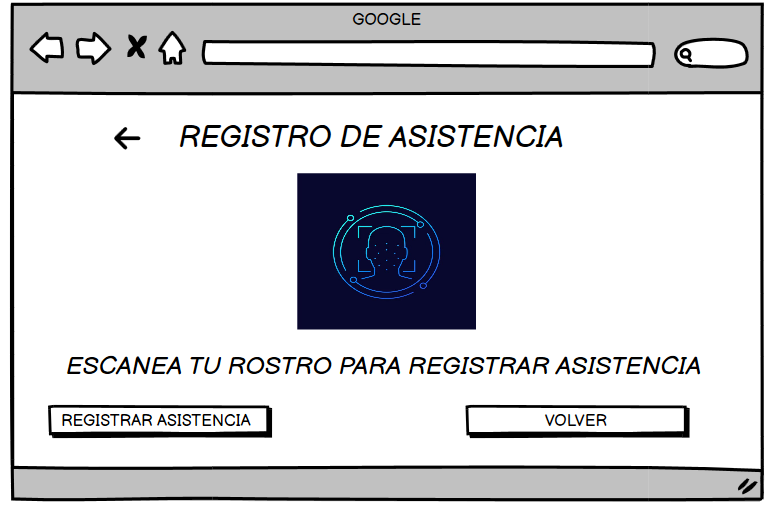 GOOGLE
REGISTRO DE ASISTENCIA
ESCANEA TU ROSTRO PARA REGISTRAR ASISTENCIA
REGISTRAR ASISTENCIA
VOLVER